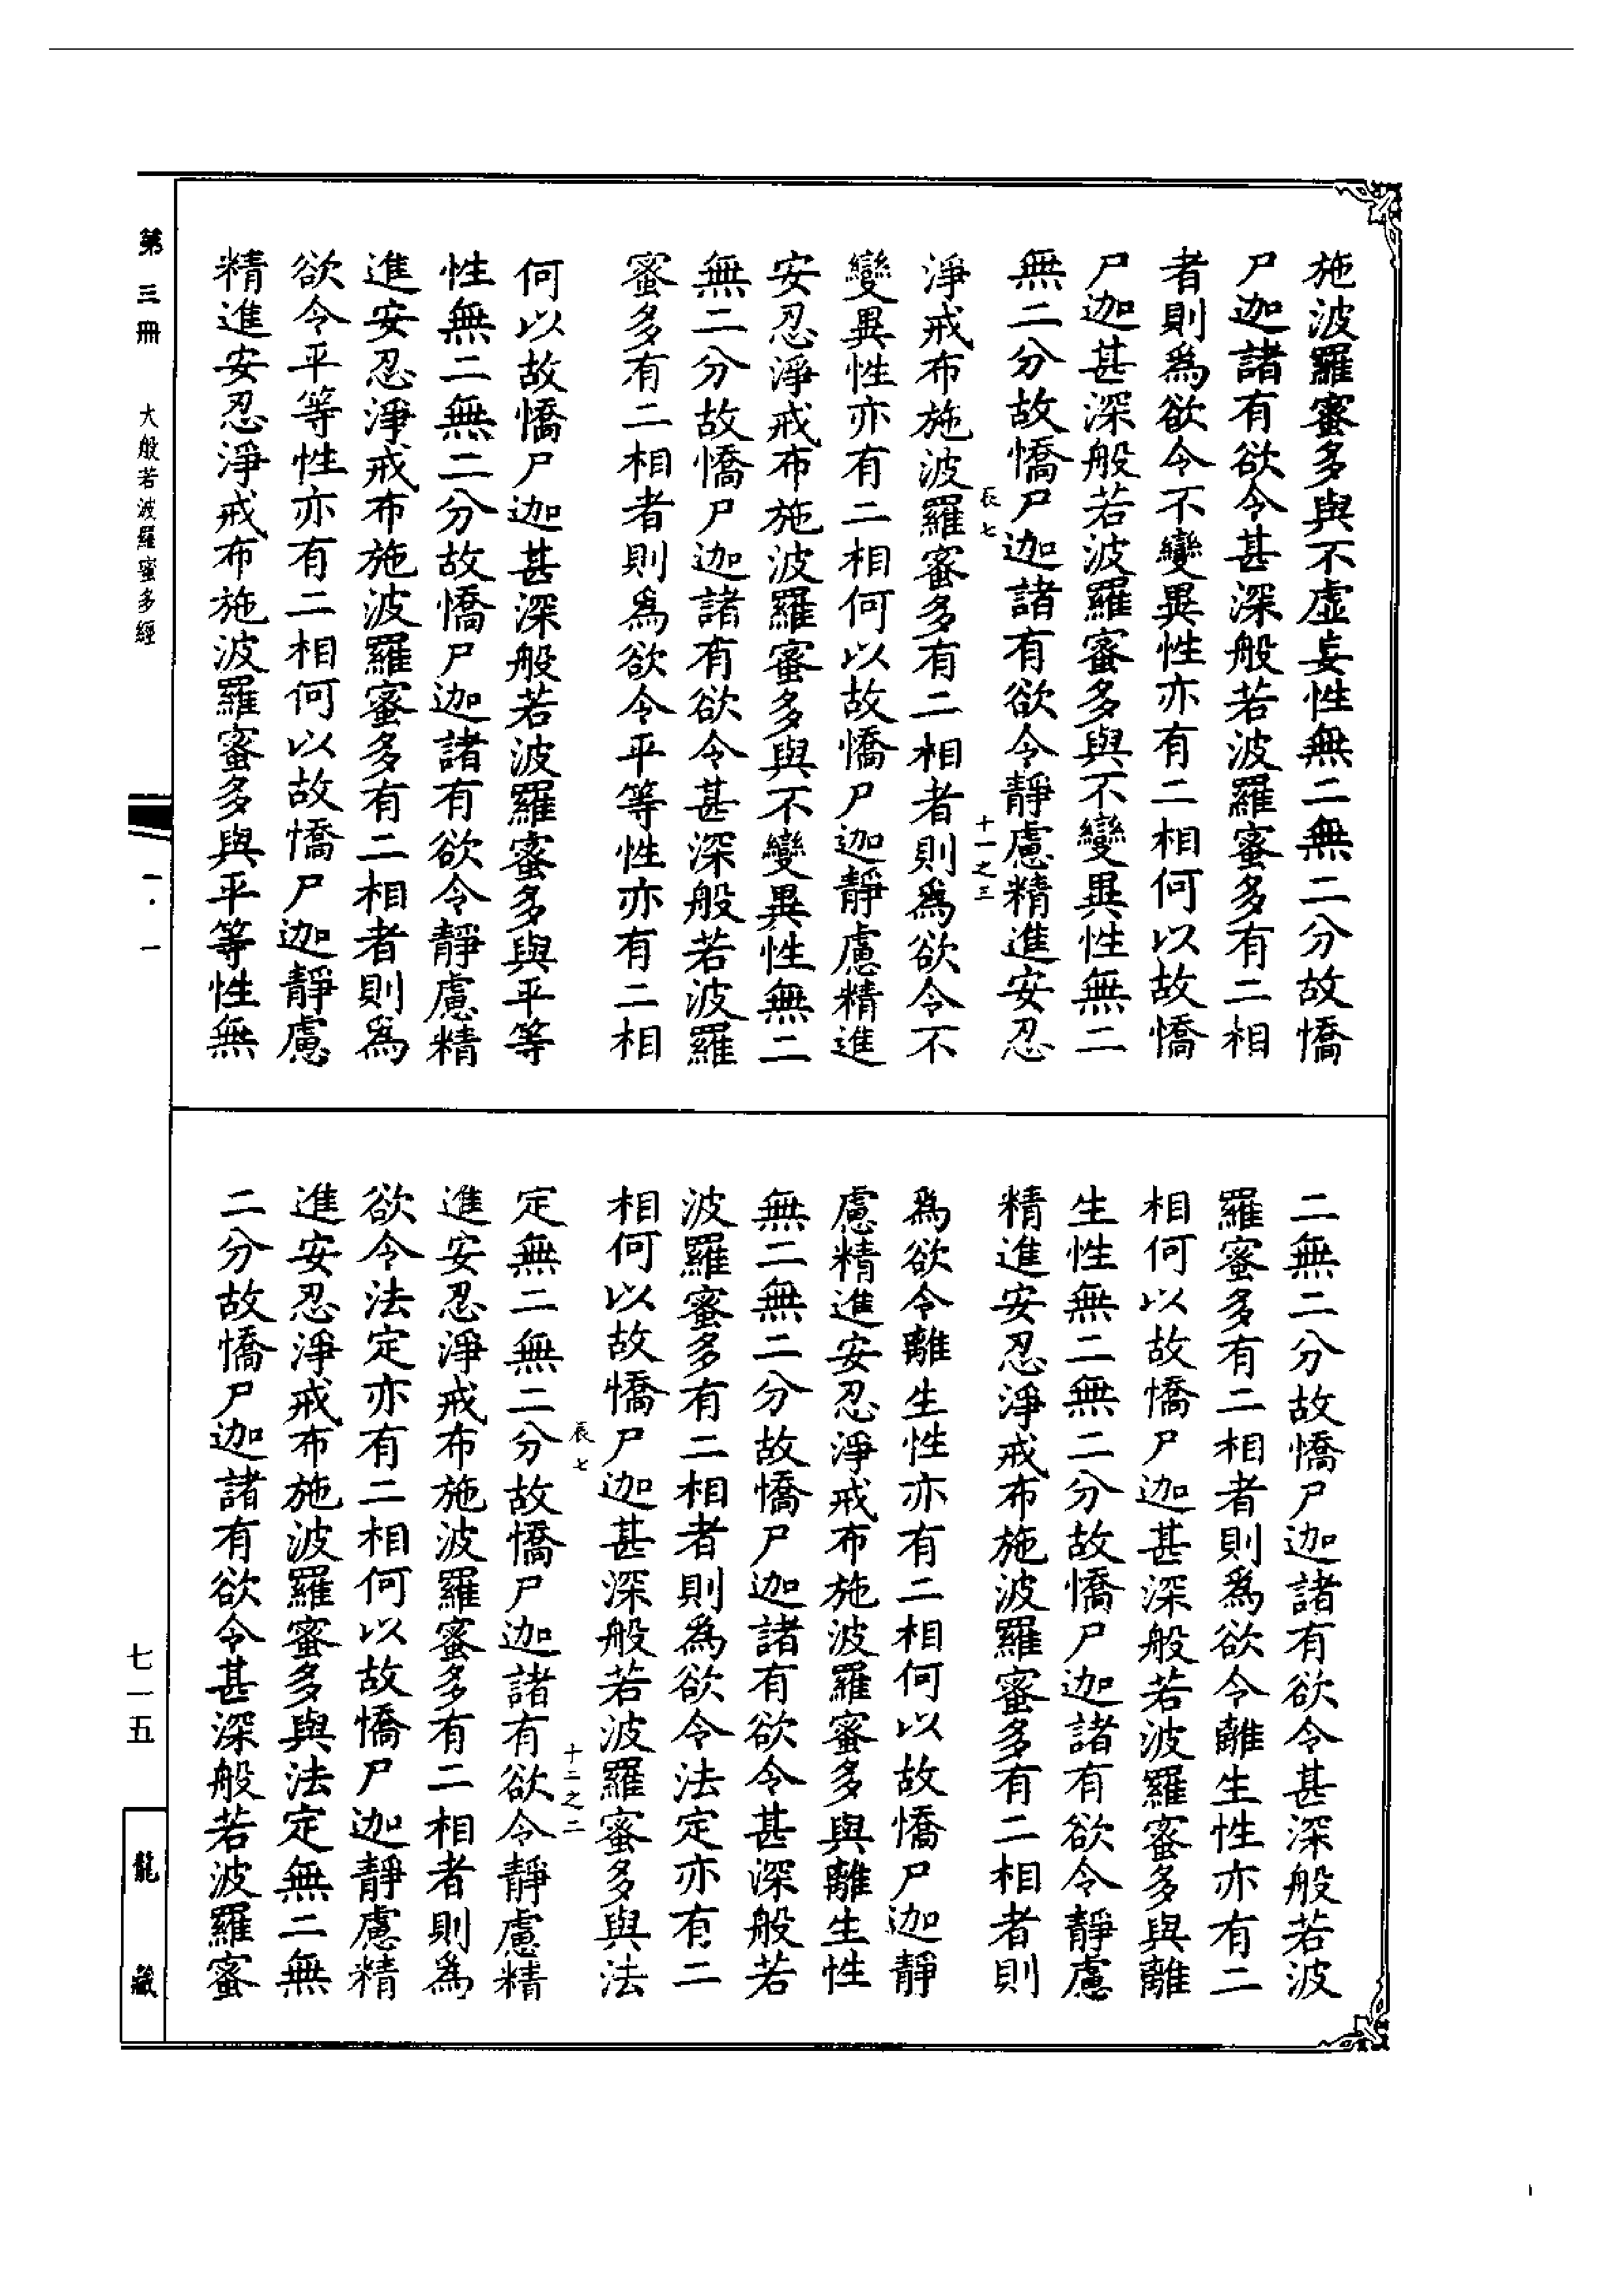 施波羅蜜多與不虛妄性無二無二分故憍
尸迦諸有欲令甚深般若波羅蜜多有二相
者則爲欲令不變異性亦有二相何以故憍
尸迦甚深般若波羅蜜多與不變異性無二
無二分故憍尸迦諸有欲令靜慮精進安忍
辰七
十一之三
淨戒布施波羅蜜多有二相者則爲欲令不
變異性亦有二相何以故憍尸迦靜慮精進
安忍淨戒布施波羅蜜多與不變異性無二
無二分故憍尸迦諸有欲令甚深般若波羅
蜜多有二相者則爲欲令平等性亦有二相
何以故憍尸迦甚深般若波羅蜜多與平等
性無二無二分故憍尸迦諸有欲令靜慮精
進安忍淨戒布施波羅蜜多有二相者則爲
欲令平等性亦有二相何以故憍尸迦靜慮
精進安忍淨戒布施波羅蜜多與平等性無
二無二分故憍尸迦諸有欲令甚深般若波
羅蜜多有二相者則爲欲令離生性亦有二
相何以故憍尸迦甚深般若波羅蜜多與離
生性無二無二分故憍尸迦諸有欲令靜慮
精進安忍淨戒布施波羅蜜多有二相者則
爲欲令離生性亦有二相何以故憍尸迦靜
慮精進安忍淨戒布施波羅蜜多與離生性
無二無二分故憍尸迦諸有欲令甚深般若
波羅蜜多有二相者則爲欲令法定亦有二
相何以故憍尸迦甚深般若波羅蜜多與法
辰七
十二之二
定無二無二分故憍尸迦諸有欲令靜慮精
進安忍淨戒布施波羅蜜多有二相者則爲
欲令法定亦有二相何以故憍尸迦靜慮精
進安忍淨戒布施波羅蜜多與法定無二無
二分故憍尸迦諸有欲令甚深般若波羅蜜
第三冊
大般若波羅蜜多經
一·一
七一五
龍藏